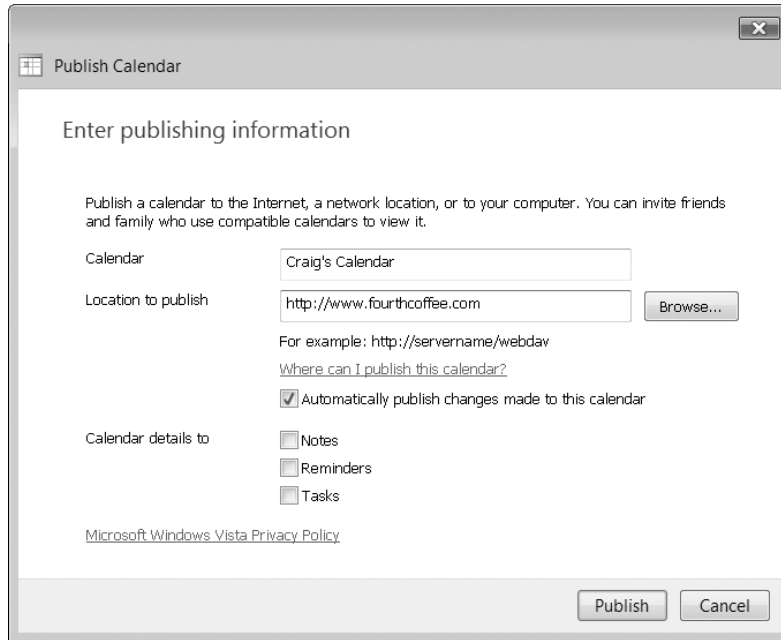 Publish Calendar
Enter publishing information
Publish a calendar to the Internet, a network location, or to your computer. You can invite friends
and family who use compatible calendars to view it.
Calendar
Craig's Calendar
Location to publish
http://www.fourthcoffee.com
Browse...
For example: http://servername/webdav
Where can I publish this calendar?
Automatically publish changes made to this calendar
Calendar details to
Notes
Reminders
Tasks
Microsoft Windows Vista Privacy Policy
Publish
Cancel